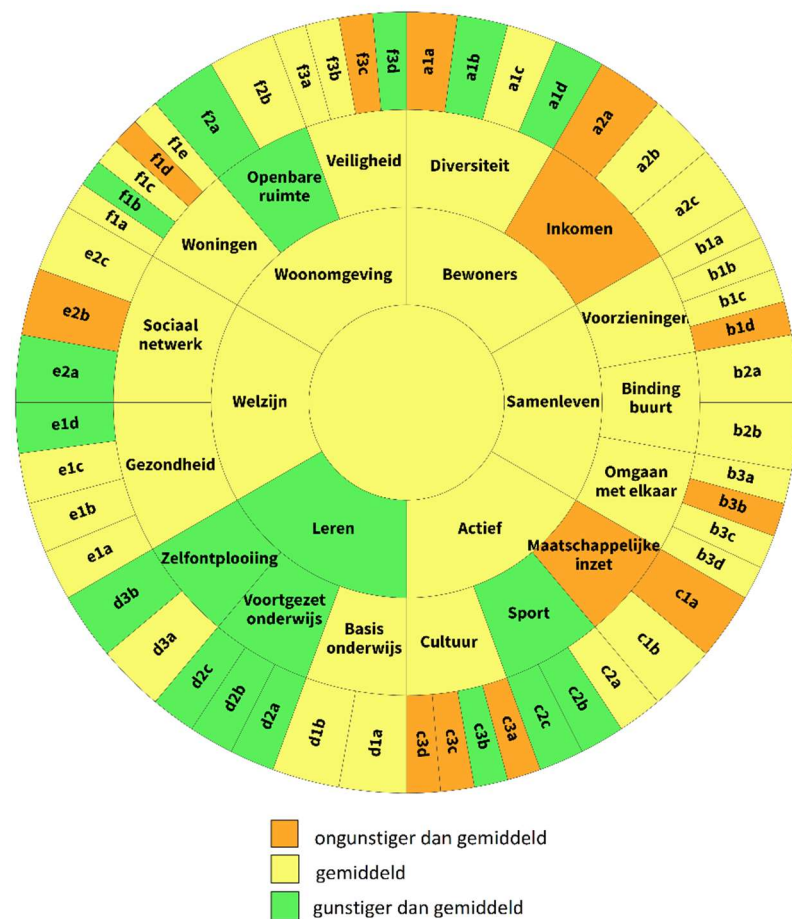 a1a
a1b
a1c
a1d
a2a
a2b
a2c
b1a
b1b
b1c
b1d
b2a
b2b
b3a
b3b
b3c
b3d
c1a
c1b
c2a
c2b
c2c
c3a
c3b
c3c
c3d
d1a
d1b
d2a
d2b
d2c
d3a
d3b
e1a
e1b
e1c
e1d
e2a
e2b
e2c
f1a
f1b
f1c
f1d
f1e
f2a
f2b
f3a
f3b
f3c
f3d
Diversiteit
Inkomen
Voorzieningen
Binding
buurt
Omgaan
met elkaar
Maatschappelijke
inzet
Sport
Cultuur
Basis
onderwijs
Voortgezet
onderwijs
Zelfontplooiing
Gezondheid
Sociaal
netwerk
Woningen
Openbare
ruimte
Veiligheid
Bewoners
Samenleven
Actief
Leren
Welzijn
Woonomgeving
ongunstiger dan gemiddeld
gemiddeld
gunstiger dan gemiddeld